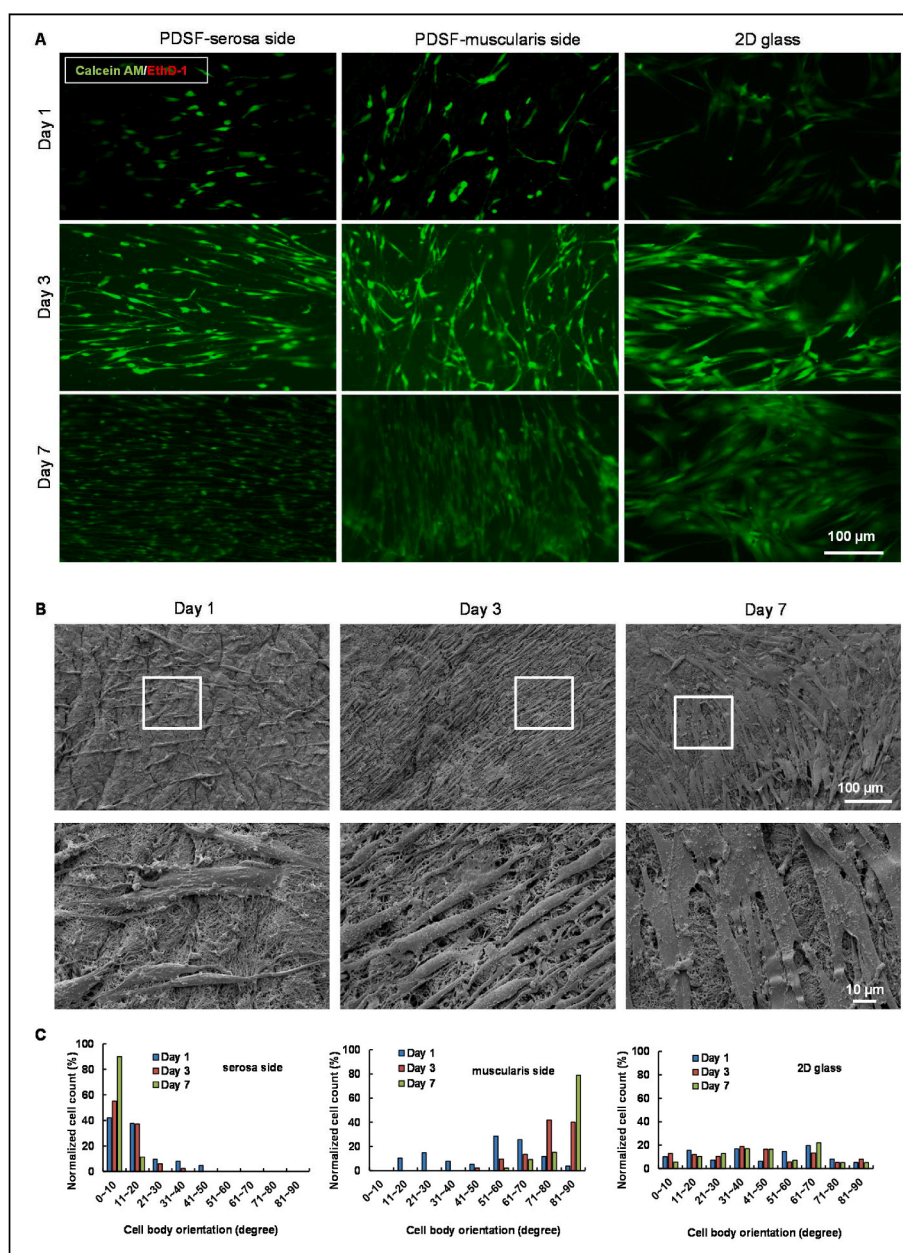 A
PDSF-serosa side
PDSF-muscularis side
2D glass
Calcein AM/EthD-1
Day 1
Day 3
Day 7
100 µm
B
Day 1
Day 3
Day 7
100 µm
10 µm
C
Normalized cell count (%)
100
80
60
40
20
0
Day 1
Day 3
Day 7
serosa side
0~10
11~20
21~30
31~40
41~50
51~60
61~70
71~80
81~90
Cell body orientation (degree)
Normalized cell count (%)
100
80
60
40
20
0
Day 1
Day 3
Day 7
muscularis side
0~10
11~20
21~30
31~40
41~50
51~60
61~70
71~80
81~90
Cell body orientation (degree)
Normalized cell count (%)
100
80
60
40
20
0
Day 1
Day 3
Day 7
2D glass
0~10
11~20
21~30
31~40
41~50
51~60
61~70
71~80
81~90
Cell body orientation (degree)